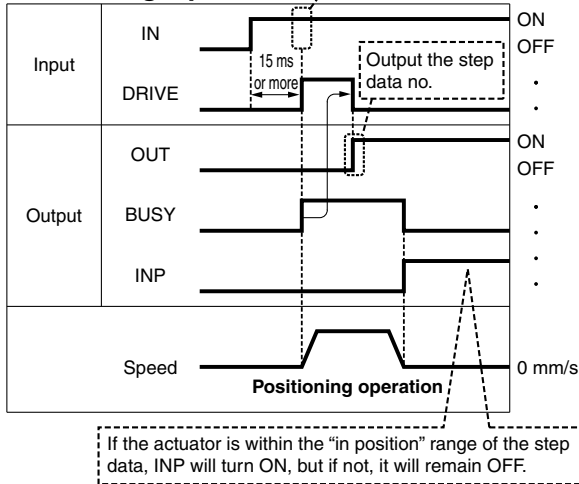 IN
ON
OFF
Input
15 ms
or more
Output the step
data no.
DRIVE
OUT
ON
OFF
Output
BUSY
INP
Speed
0 mm/s
Positioning operation
If the actuator is within the “in position” range of the step
data, INP will turn ON, but if not, it will remain OFF.